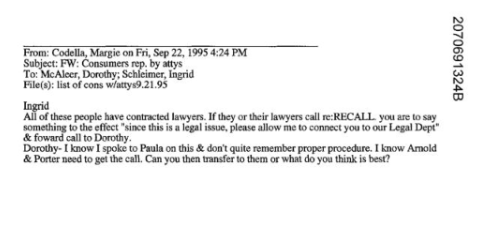 From: Codella, Margie on Fri, Sep 22, 1995 4:24 PM
Subject: FW: Consumers rep. by attys
To: McAleer, Dorothy; Schleimer, Ingrid
File(s): list of cons w/attys9.21.95
Ingrid
All of these people have contracted lawyers. If they or their lawyers call re:RECALL. you are to say
something to the effect "since this is a legal issue, please allow me to connect you to our Legal Dept"
& foward call to Dorothy.
Dorothy- I know I spoke to Paula on this & don't quite remember proper procedure. I know Arnold
& Porter need to get the call. Can you then transfer to them or what do you think is best?
2070691324B